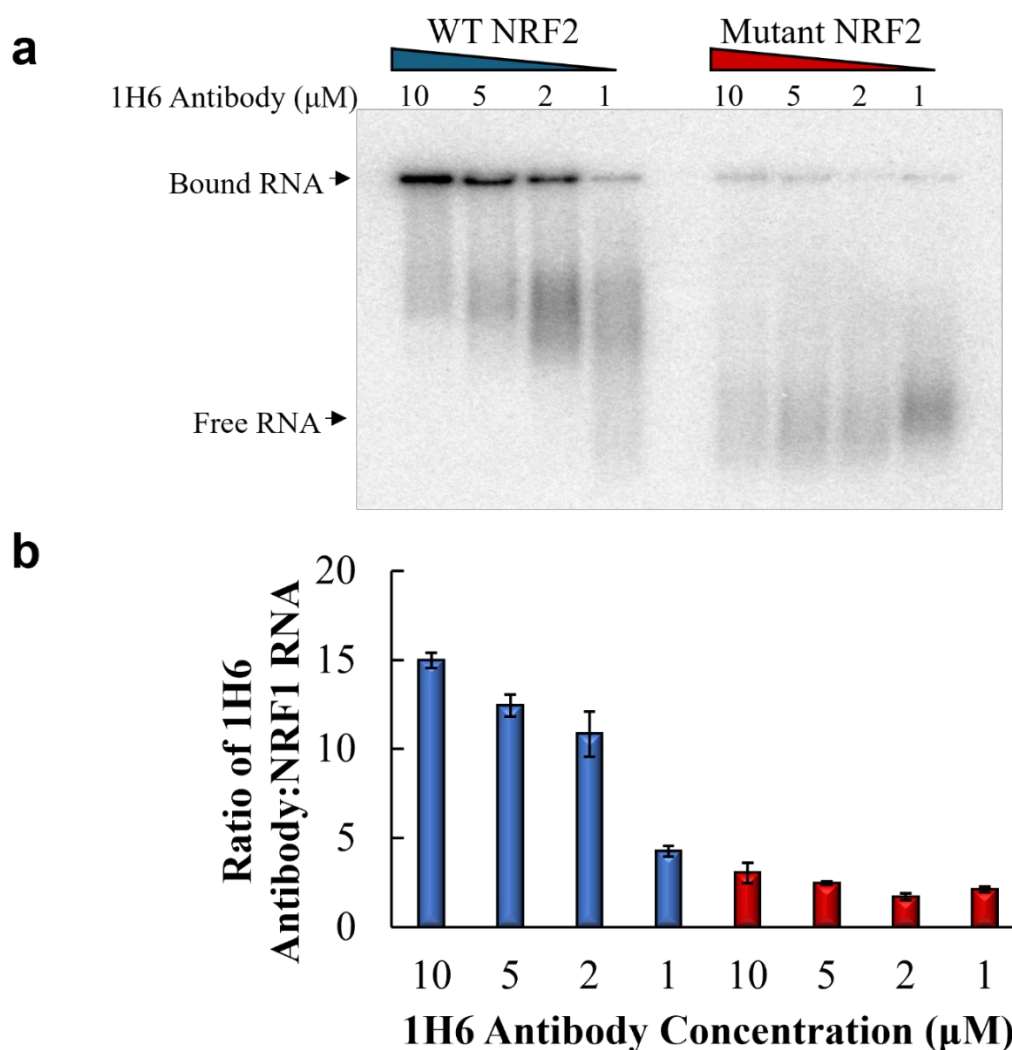 a
WT NRF2 Mutant NRF2
1H6 Antibody (μM) 10 5 2 1 10 5 2 1
Bound RNA
Free RNA
b
Ratio of 1H6
Antibody:NRF1 RNA
20
15
10
5
0
10 5 2 1 10 5 2 1
1H6 Antibody Concentration (μM)